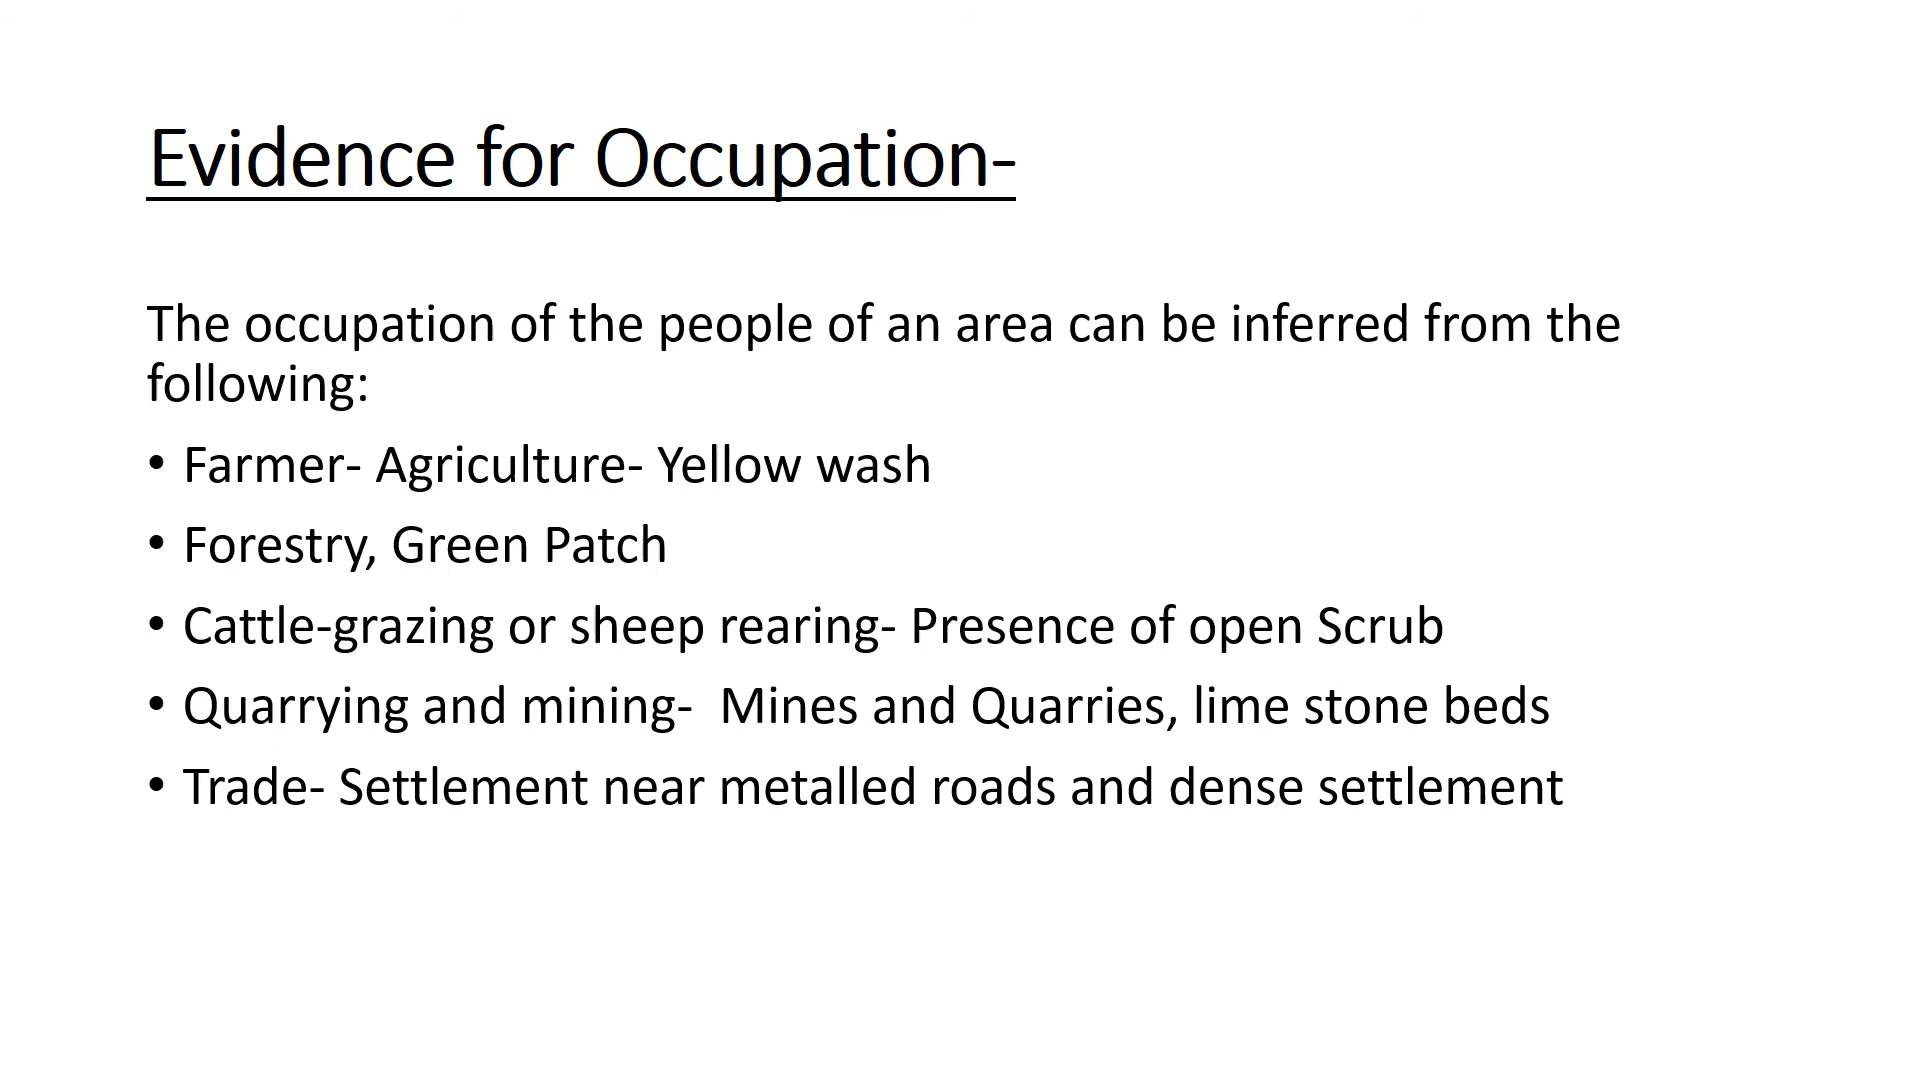 Evidence for Occupation-
The occupation of the people of an area can be inferred from the
following:
• Farmer- Agriculture- Yellow wash
• Forestry, Green Patch
• Cattle-grazing or sheep rearing- Presence of open Scrub
• Quarrying and mining-  Mines and Quarries, lime stone beds
• Trade- Settlement near metalled roads and dense settlement